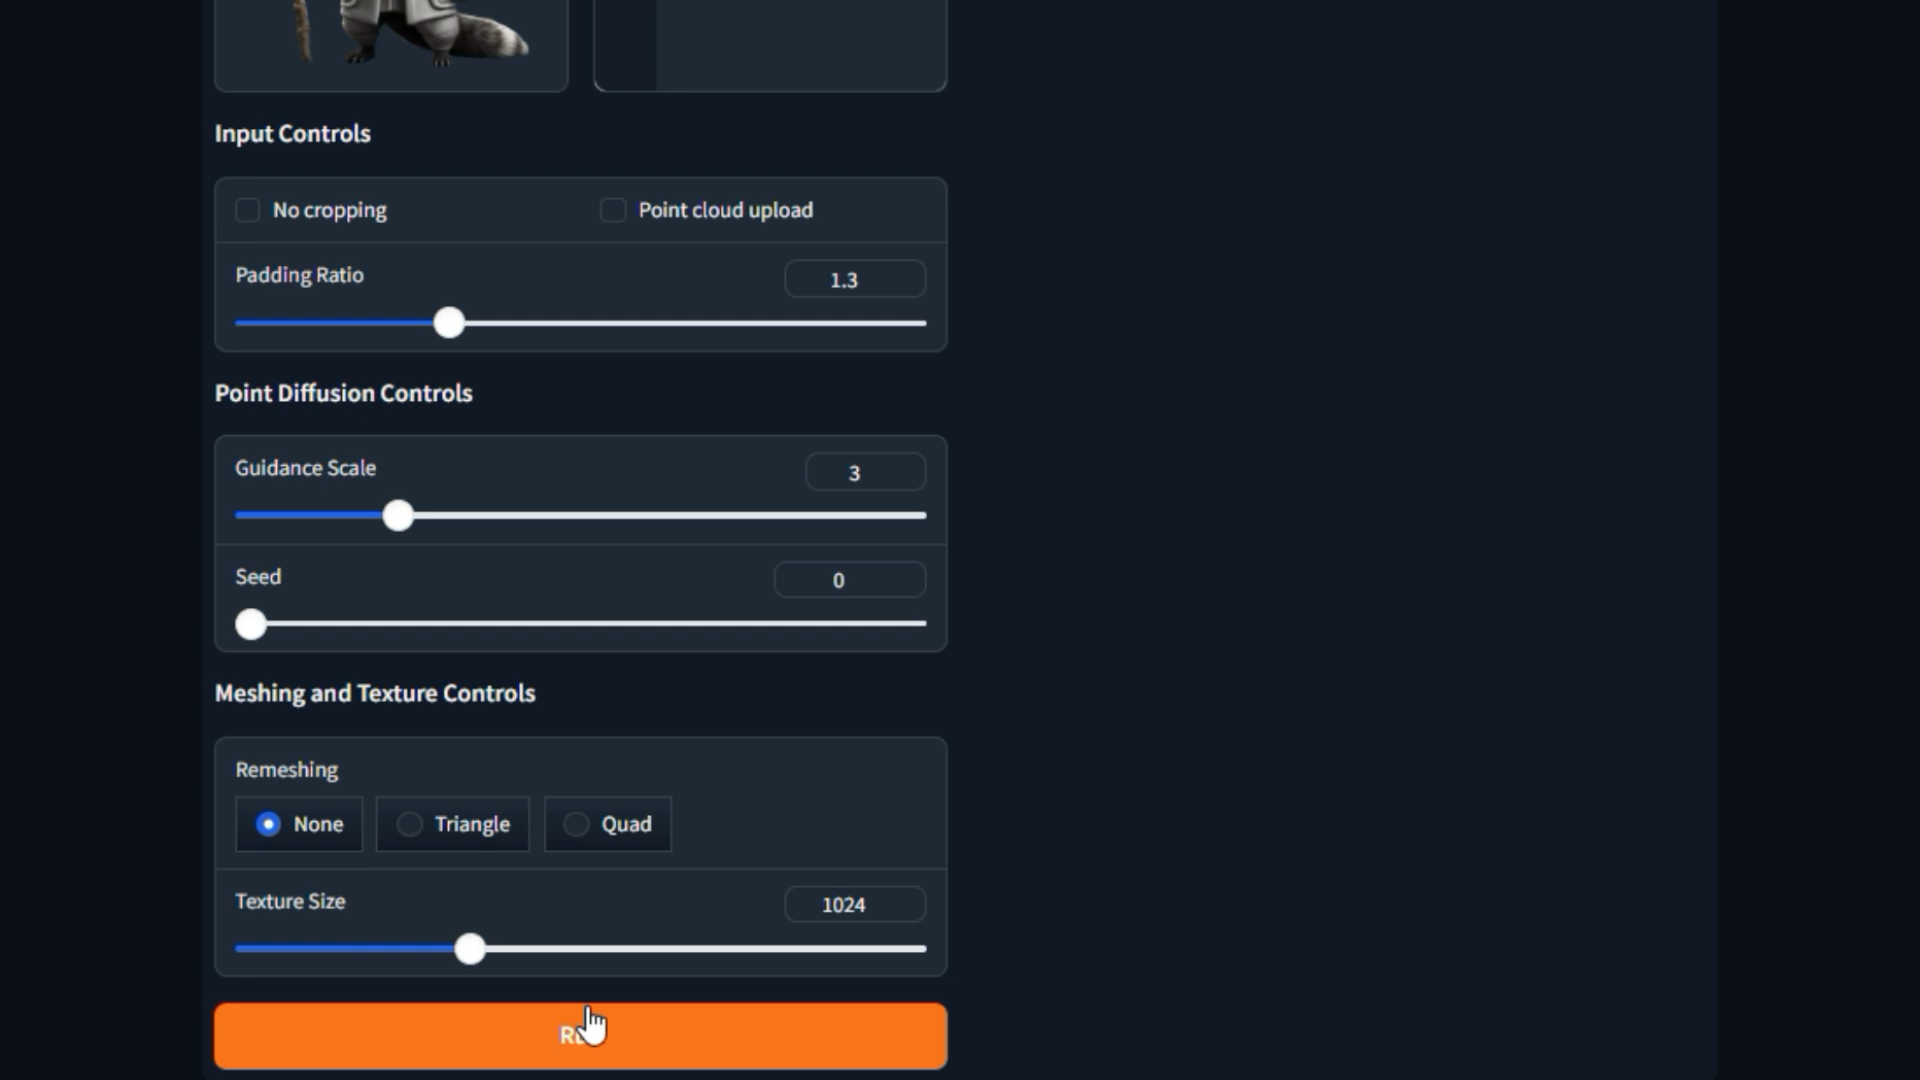 Input Controls
No cropping
Point cloud upload
Padding Ratio
1.3
Point Diffusion Controls
Guidance Scale
3
Seed
0
Meshing and Texture Controls
Remeshing
None
Triangle
Quad
Texture Size
1024